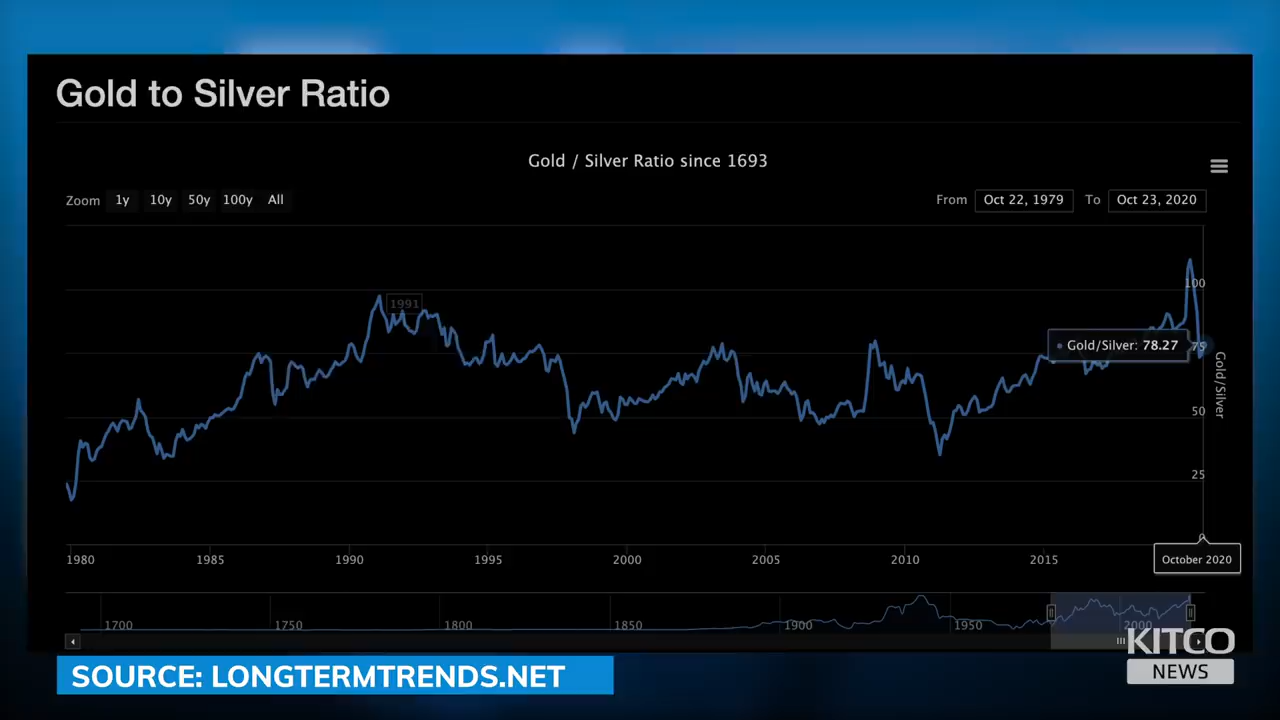 Gold to Silver Ratio
Gold / Silver Ratio since 1693
Zoom 1y 10y 50y 100y All
From Oct 22, 1979 To Oct 23, 2020
1991
100
Gold/Silver: 78.27
75
Gold/Silver
50
25
0
1980 1985 1990 1995 2000 2005 2010 2015
October 2020
1700 1750 1800 1850 1900 1950 2000
KITCO
NEWS
SOURCE: LONGTERMTRENDS.NET